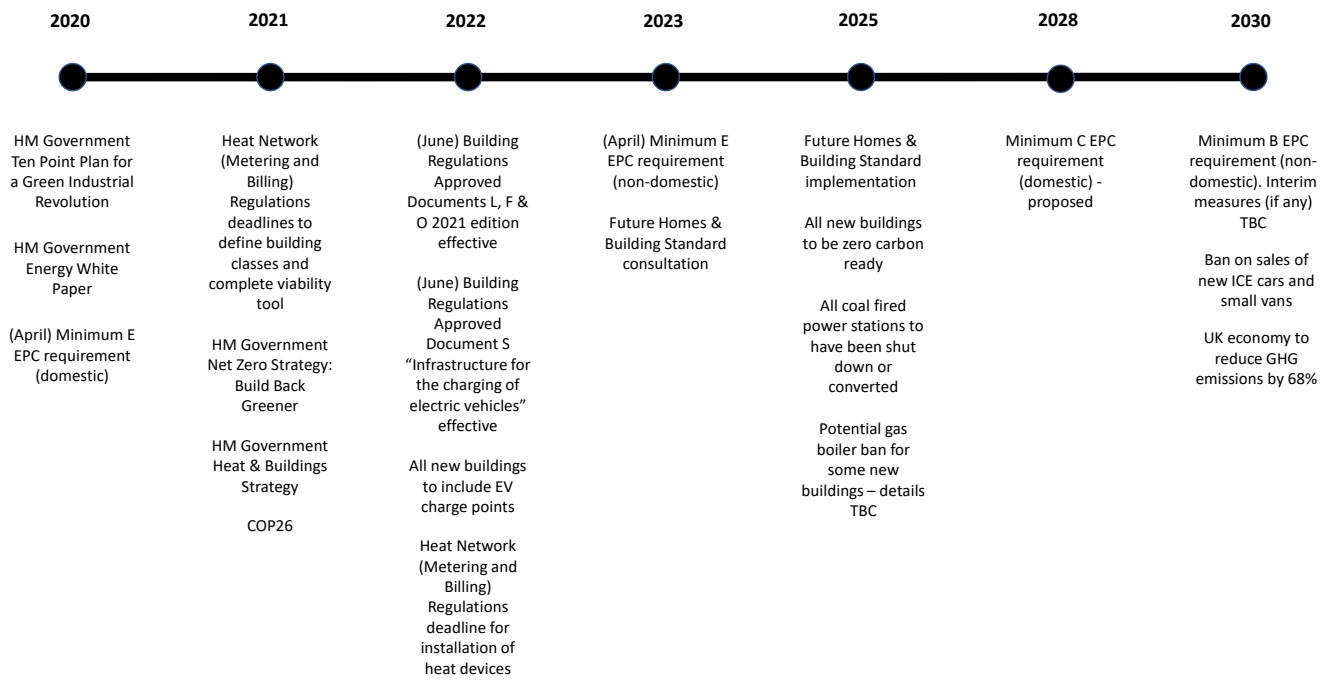 2020
2021
2022
2023
2025
2028
2030
HM Government
Ten Point Plan for
a Green Industrial
Revolution
HM Government
Energy White
Paper
(April) Minimum E
EPC requirement
(domestic)
Heat Network
(Metering and
Billing)
Regulations
deadlines to
define building
classes and
complete viability
tool
HM Government
Net Zero Strategy:
Build Back
Greener
HM Government
Heat & Buildings
Strategy
COP26
(June) Building
Regulations
Approved
Documents L, F &
O 2021 edition
effective
(June) Building
Regulations
Approved
Document S
“Infrastructure for
the charging of
electric vehicles”
effective
All new buildings
to include EV
charge points
Heat Network
(Metering and
Billing)
Regulations
deadline for
installation of
heat devices
(April) Minimum E
EPC requirement
(non-domestic)
Future Homes &
Building Standard
consultation
Future Homes &
Building Standard
implementation
All new buildings
to be zero carbon
ready
All coal fired
power stations to
have been shut
down or
converted
Potential gas
boiler ban for
some new
buildings – details
TBC
Minimum C EPC
requirement
(domestic) -
proposed
Minimum B EPC
requirement (non-
domestic). Interim
measures (if any)
TBC
Ban on sales of
new ICE cars and
small vans
UK economy to
reduce GHG
emissions by 68%